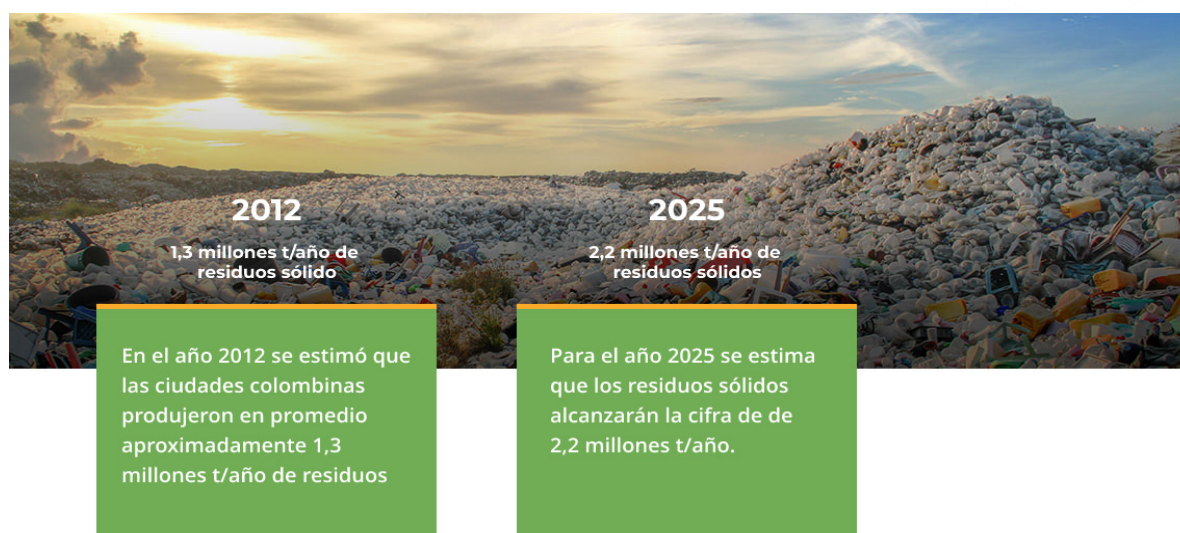 2012
1,3 millones t/año de
residuos sólido
En el año 2012 se estimó que
las ciudades colombinas
produjeron en promedio
aproximadamente 1,3
millones t/año de residuos
2025
2,2 millones t/año de
residuos sólidos
Para el año 2025 se estima
que los residuos sólidos
alcanzarán la cifra de de
2,2 millones t/año.